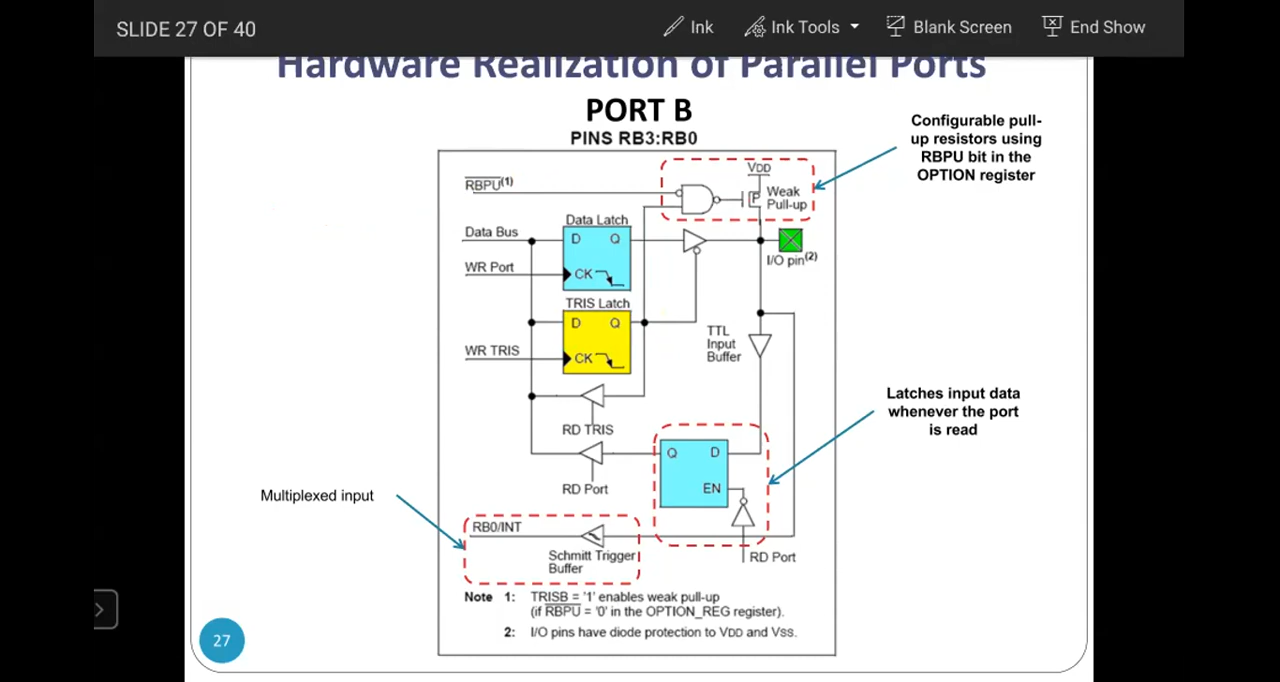 SLIDE 27 OF 40
Ink
Ink Tools
Blank Screen
End Show
Hardware Realization of Parallel Ports
PORT B
PINS RB3:RB0
Configurable pull-
up resistors using
RBPU bit in the
OPTION register
RBPU(1)
VDD
P
Weak
Pull-up
Data Latch
Data Bus
D Q
I/O pin(2)
WR Port
CK
TRIS Latch
D Q
TTL
Input
Buffer
WR TRIS
CK
RD TRIS
Latches input data
whenever the port
is read
Q D
RD Port
EN
Multiplexed input
RB0/INT
Schmitt Trigger
Buffer
RD Port
Note 1: TRISB = '1' enables weak pull-up
(if RBPU = '0' in the OPTION_REG register).
2: I/O pins have diode protection to VDD and VSS.
27